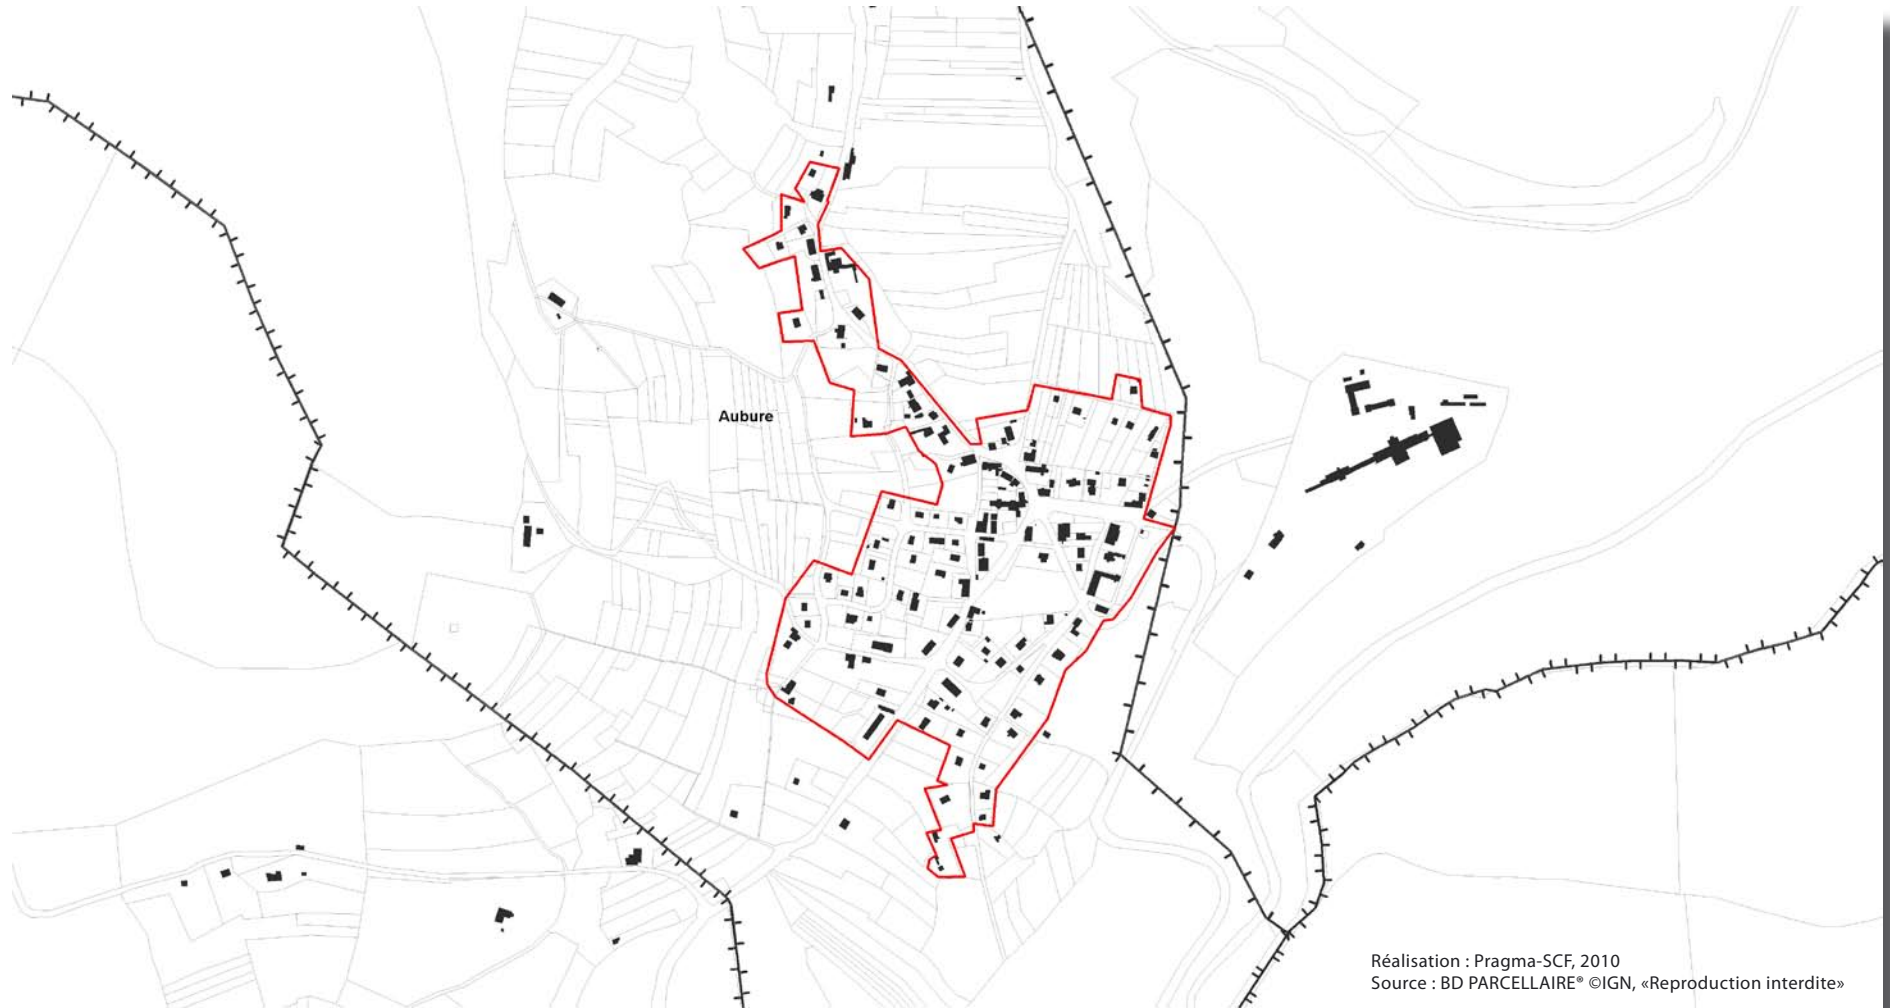 Aubure
Réalisation : Pragma-SCF, 2010
Source : BD PARCELLAIRE® ©IGN, «Reproduction interdite»